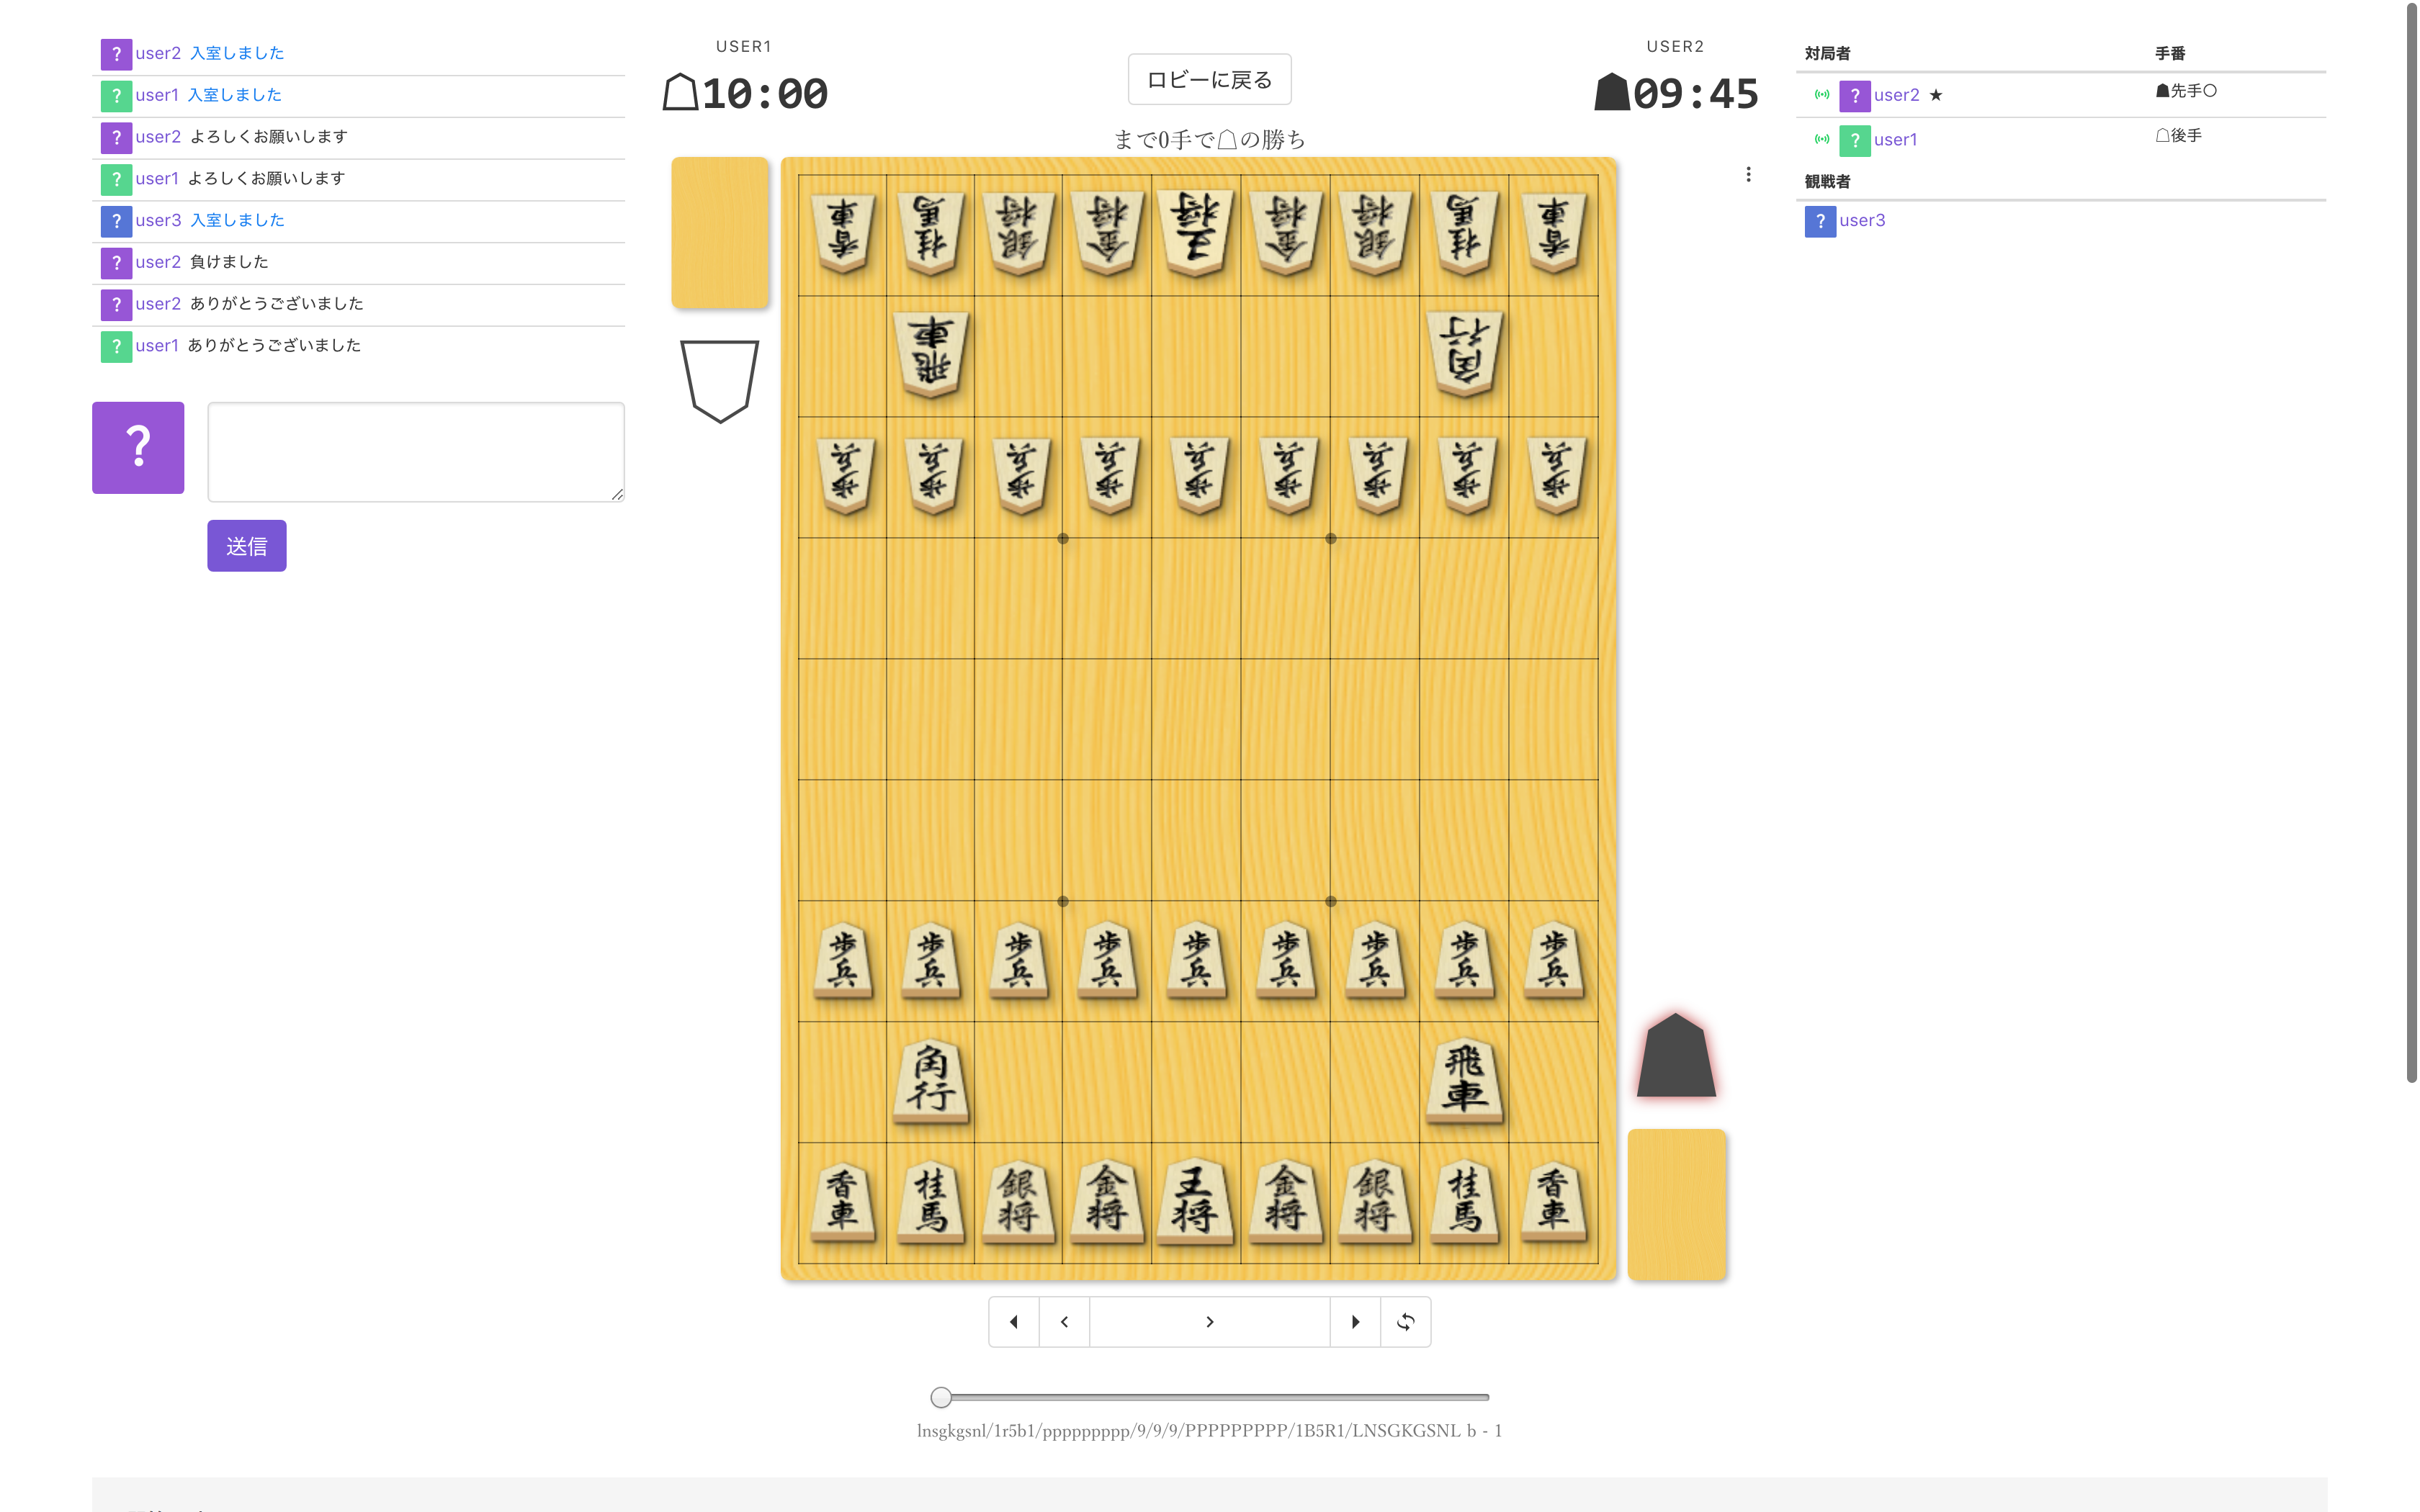 ? user2 入室しました
? user1 入室しました
? user2 よろしくお願いします
? user1 よろしくお願いします
? user3 入室しました
? user2 負けました
? user2 ありがとうございました
? user1 ありがとうございました
?
送信
USER1
☖10:00
ロビーに戻る
USER2
☗09:45
まで0手で☖の勝ち
香車 桂馬 銀将 金将 王将 金将 銀将 桂馬 香車
飛車 角行
歩兵 歩兵 歩兵 歩兵 歩兵 歩兵 歩兵 歩兵 歩兵
歩兵 歩兵 歩兵 歩兵 歩兵 歩兵 歩兵 歩兵 歩兵
角行 飛車
香車 桂馬 銀将 金将 王将 金将 銀将 桂馬 香車
lnsgkgsnl/1r5b1/ppppppppp/9/9/9/PPPPPPPPP/1B5R1/LNSGKGSNL b - 1
対局者 手番
? user2 ★ ☗先手○
? user1 ☖後手
観戦者
? user3